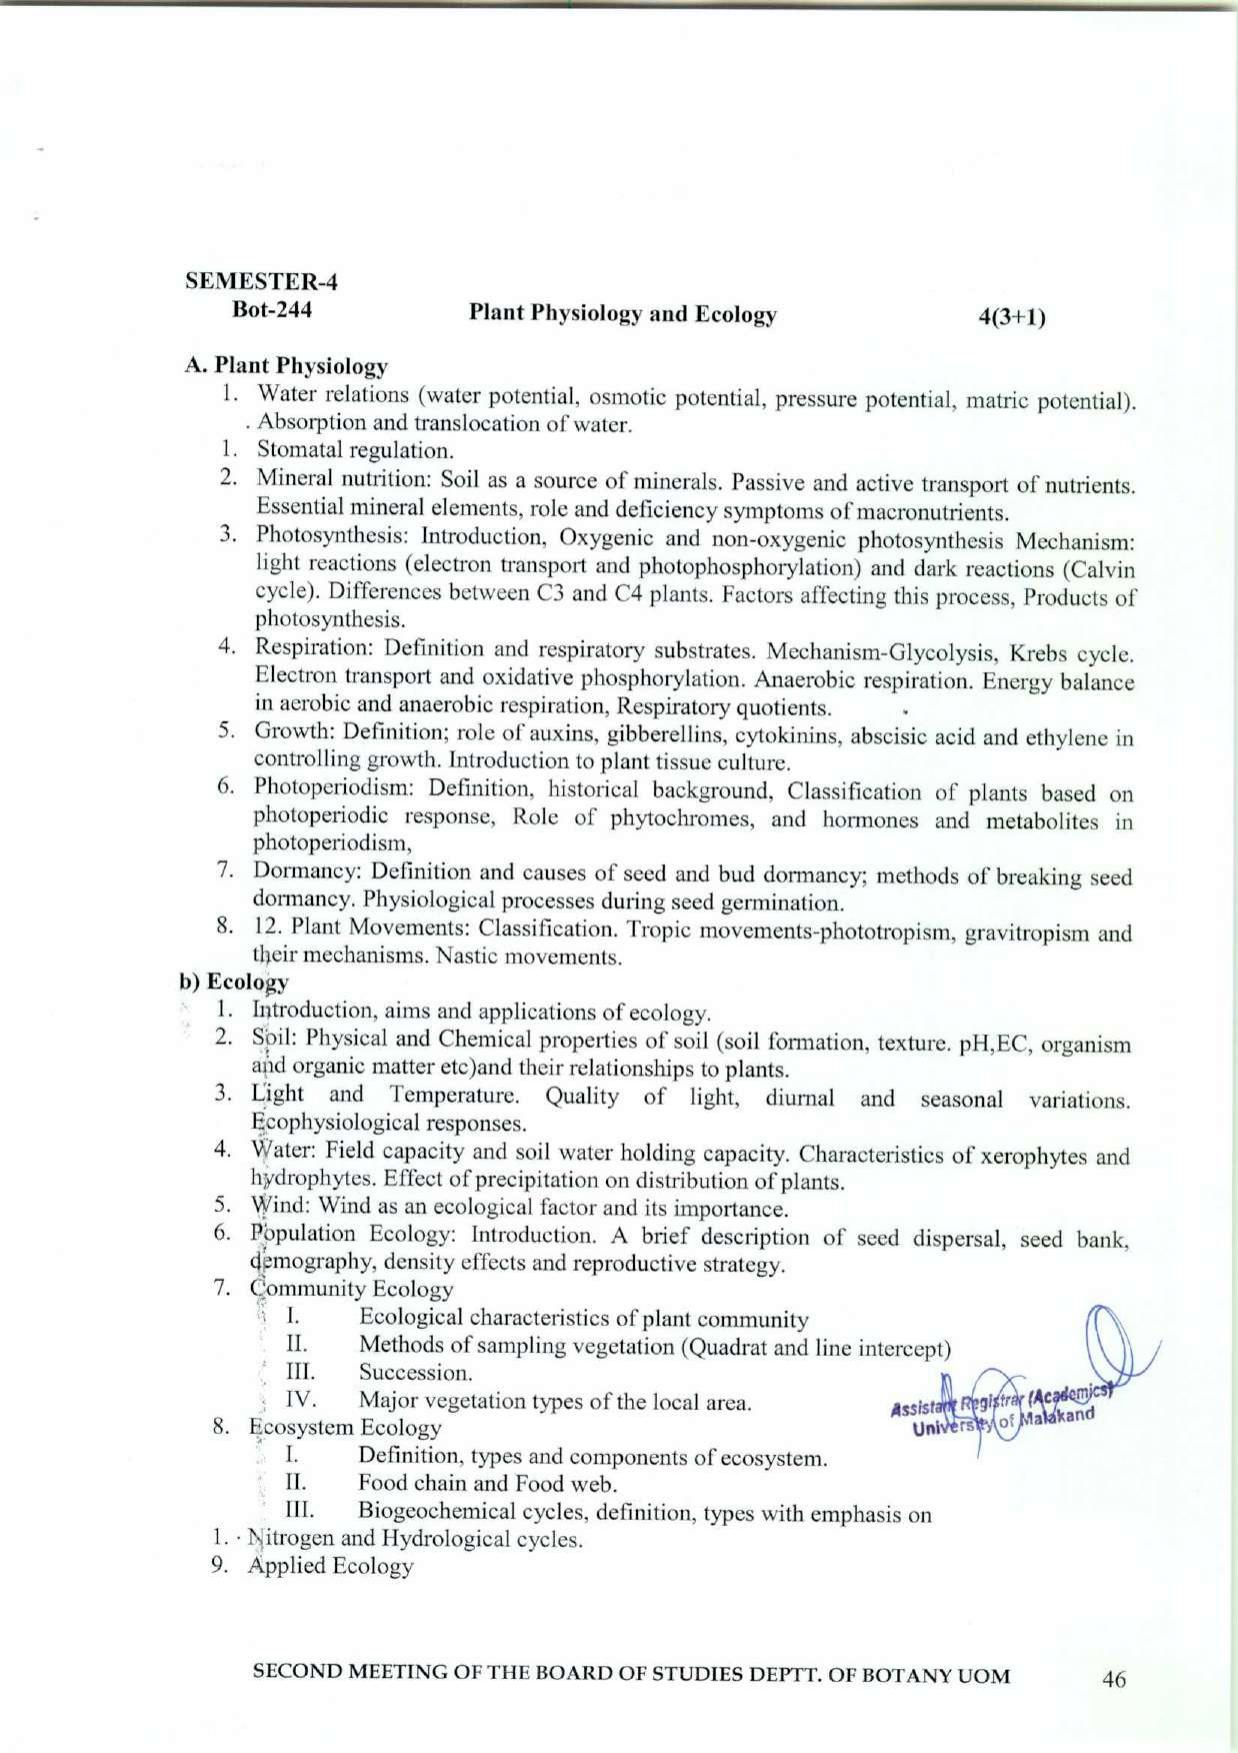 SEMESTER-4
Bot-244 Plant Physiology and Ecology 4(3+1)
A. Plant Physiology
1. Water relations (water potential, osmotic potential, pressure potential, matric potential).
. Absorption and translocation of water.
1. Stomatal regulation.
2. Mineral nutrition: Soil as a source of minerals. Passive and active transport of nutrients.
Essential mineral elements, role and deficiency symptoms of macronutrients.
3. Photosynthesis: Introduction, Oxygenic and non-oxygenic photosynthesis Mechanism:
light reactions (electron transport and photophosphorylation) and dark reactions (Calvin
cycle). Differences between C3 and C4 plants. Factors affecting this process, Products of
photosynthesis.
4. Respiration: Definition and respiratory substrates. Mechanism-Glycolysis, Krebs cycle.
Electron transport and oxidative phosphorylation. Anaerobic respiration. Energy balance
in aerobic and anaerobic respiration, Respiratory quotients.
5. Growth: Definition; role of auxins, gibberellins, cytokinins, abscisic acid and ethylene in
controlling growth. Introduction to plant tissue culture.
6. Photoperiodism: Definition, historical background, Classification of plants based on
photoperiodic response, Role of phytochromes, and hormones and metabolites in
photoperiodism,
7. Dormancy: Definition and causes of seed and bud dormancy; methods of breaking seed
dormancy. Physiological processes during seed germination.
8. 12. Plant Movements: Classification. Tropic movements-phototropism, gravitropism and
their mechanisms. Nastic movements.
b) Ecology
1. Introduction, aims and applications of ecology.
2. Soil: Physical and Chemical properties of soil (soil formation, texture. pH,EC, organism
and organic matter etc)and their relationships to plants.
3. Light and Temperature. Quality of light, diurnal and seasonal variations.
Ecophysiological responses.
4. Water: Field capacity and soil water holding capacity. Characteristics of xerophytes and
hydrophytes. Effect of precipitation on distribution of plants.
5. Wind: Wind as an ecological factor and its importance.
6. Population Ecology: Introduction. A brief description of seed dispersal, seed bank,
demography, density effects and reproductive strategy.
7. Community Ecology
I. Ecological characteristics of plant community
II. Methods of sampling vegetation (Quadrat and line intercept)
III. Succession.
IV. Major vegetation types of the local area.
Assistant Registrar (Academics)
University of Malakand
8. Ecosystem Ecology
I. Definition, types and components of ecosystem.
II. Food chain and Food web.
III. Biogeochemical cycles, definition, types with emphasis on
1. Nitrogen and Hydrological cycles.
9. Applied Ecology
SECOND MEETING OF THE BOARD OF STUDIES DEPTT. OF BOTANY UOM 46